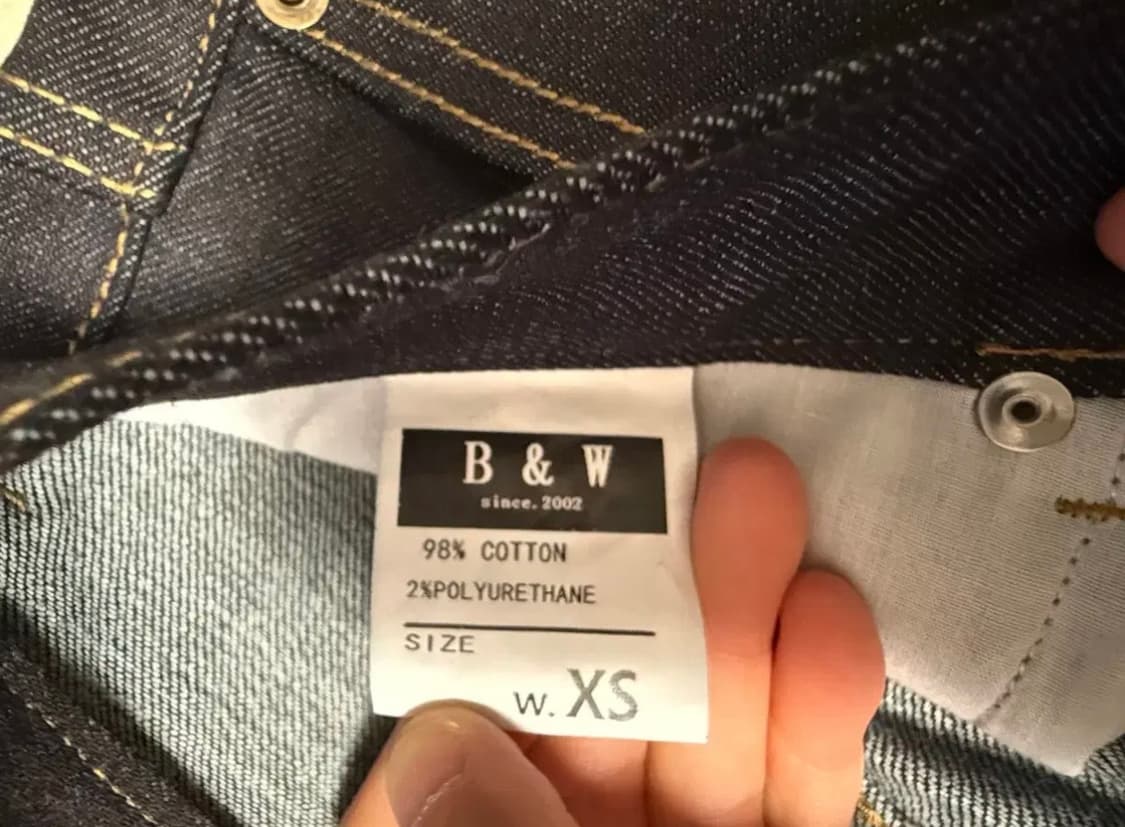 B & W
since.2002
98% COTTON
2%POLYURETHANE
SIZE
W. XS